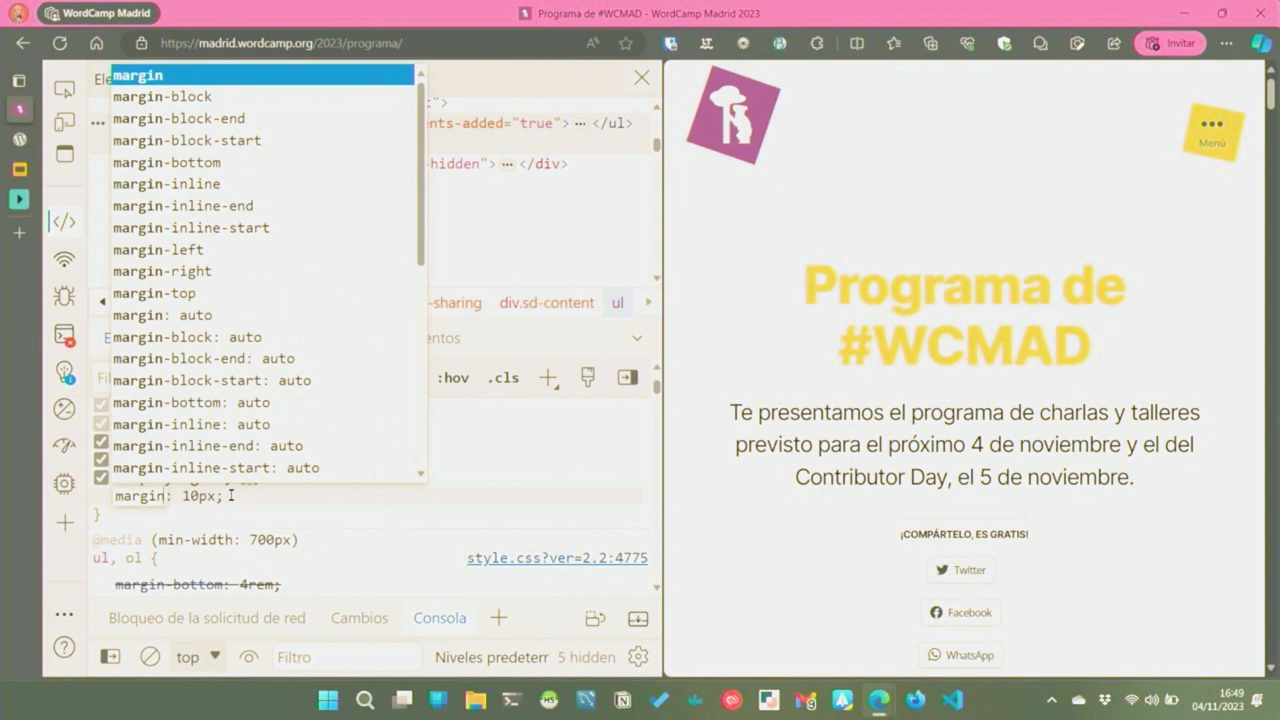 WordCamp Madrid
Programa de #WCMAD - WordCamp Madrid 2023
https://madrid.wordcamp.org/2023/programa/
Invitar
Ele
margin
margin-block
margin-block-end
margin-block-start
margin-bottom
margin-inline
margin-inline-end
margin-inline-start
margin-left
margin-right
margin-top
margin: auto
margin-block: auto
margin-block-end: auto
margin-block-start: auto
margin-bottom: auto
margin-inline: auto
margin-inline-end: auto
margin-inline-start: auto
c">
ents-added="true"> ⋯ </ul>
-hidden"> ⋯ </div>
-sharing div.sd-content ul
E entos
Fil :hov .cls
margin: 10px;
}
@media (min-width: 700px)
ul, ol { style.css?ver=2.2:4775
margin-bottom: 4rem;
Bloqueo de la solicitud de red Cambios Consola
top Filtro Niveles predeterr 5 hidden
Menú
Programa de
#WCMAD
Te presentamos el programa de charlas y talleres
previsto para el próximo 4 de noviembre y el del
Contributor Day, el 5 de noviembre.
¡COMPÁRTELO, ES GRATIS!
Twitter
Facebook
WhatsApp
16:49
04/11/2023